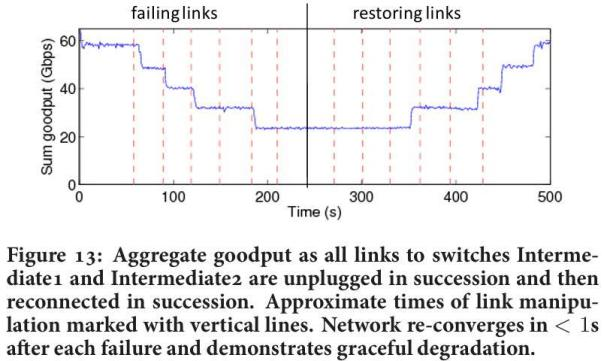 failing links
restoring links
60
40
20
0
Sum goodput (Gbps)
0
100
200
300
400
500
Time (s)
Figure 13: Aggregate goodput as all links to switches Interme-
diate1 and Intermediate2 are unplugged in succession and then
reconnected in succession. Approximate times of link manipu-
lation marked with vertical lines. Network re-converges in < 1s
after each failure and demonstrates graceful degradation.